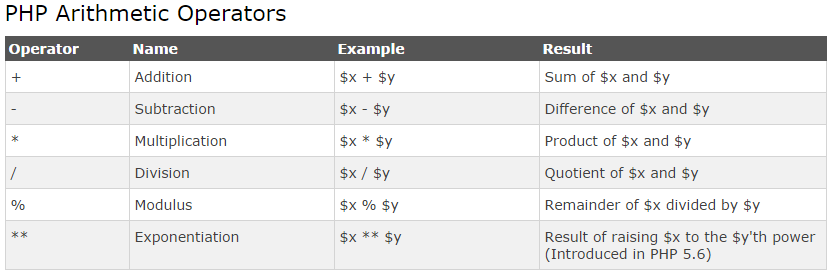 PHP Arithmetic Operators
Operator Name Example Result
+ Addition $x + $y Sum of $x and $y
- Subtraction $x - $y Difference of $x and $y
* Multiplication $x * $y Product of $x and $y
/ Division $x / $y Quotient of $x and $y
% Modulus $x % $y Remainder of $x divided by $y
** Exponentiation $x ** $y Result of raising $x to the $y'th power
(Introduced in PHP 5.6)